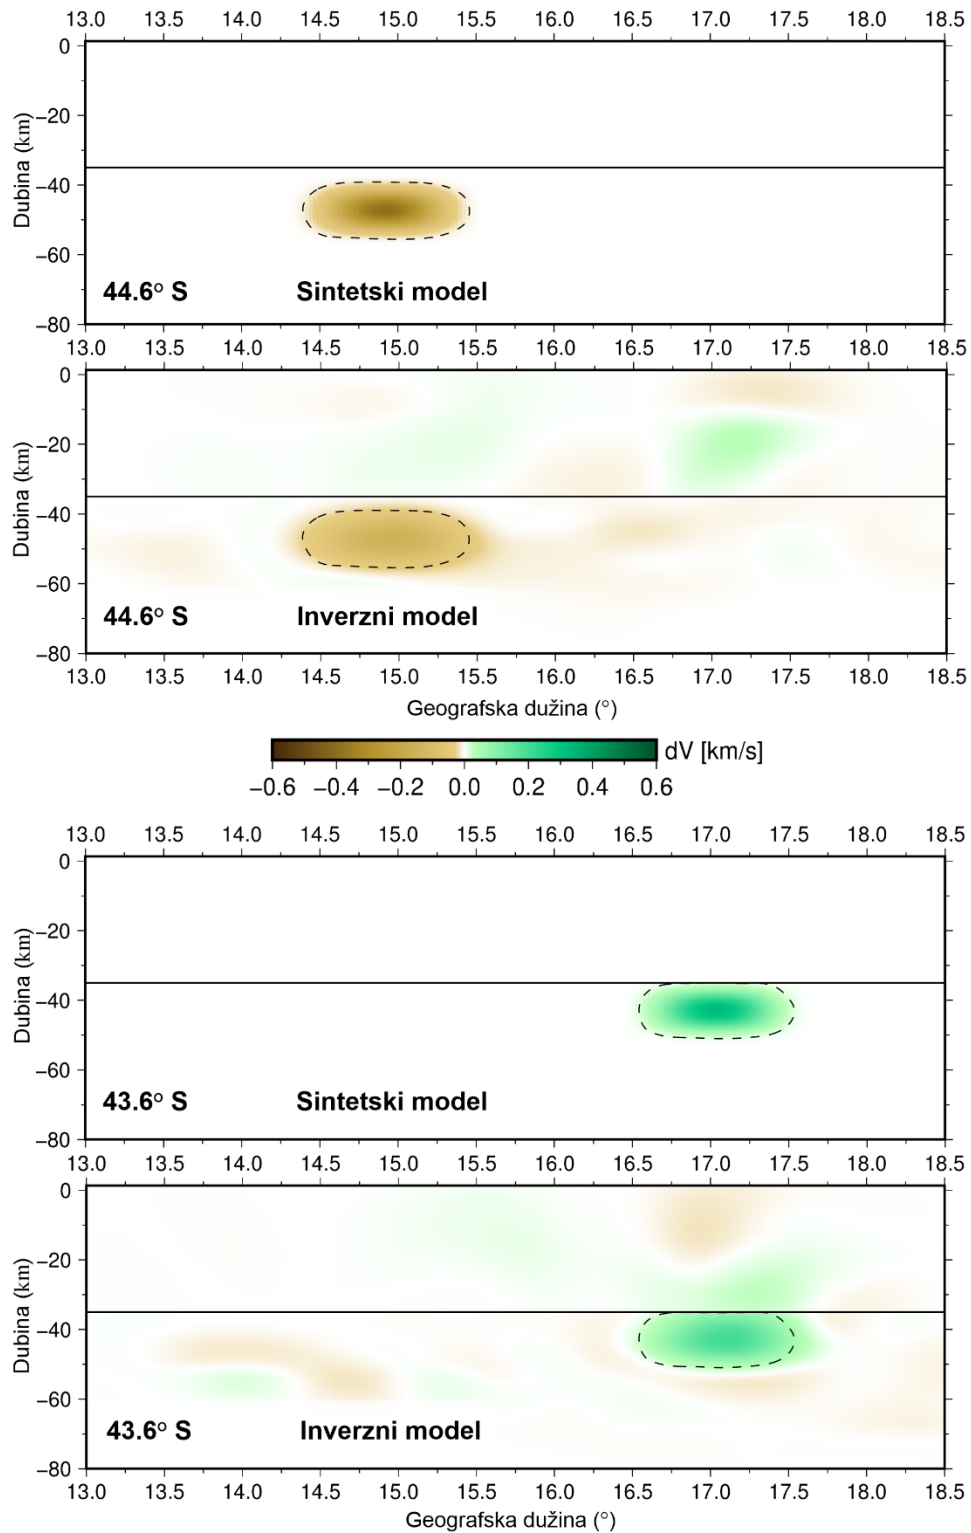 13.0 13.5 14.0 14.5 15.0 15.5 16.0 16.5 17.0 17.5 18.0 18.5
0
−20
−40
−60
−80
Dubina (km)
44.6° S Sintetski model
13.0 13.5 14.0 14.5 15.0 15.5 16.0 16.5 17.0 17.5 18.0 18.5
0
−20
−40
−60
−80
Dubina (km)
44.6° S Inverzni model
13.0 13.5 14.0 14.5 15.0 15.5 16.0 16.5 17.0 17.5 18.0 18.5
Geografska dužina (°)
dV [km/s]
−0.6 −0.4 −0.2 0.0 0.2 0.4 0.6
13.0 13.5 14.0 14.5 15.0 15.5 16.0 16.5 17.0 17.5 18.0 18.5
0
−20
−40
−60
−80
Dubina (km)
43.6° S Sintetski model
13.0 13.5 14.0 14.5 15.0 15.5 16.0 16.5 17.0 17.5 18.0 18.5
0
−20
−40
−60
−80
Dubina (km)
43.6° S Inverzni model
13.0 13.5 14.0 14.5 15.0 15.5 16.0 16.5 17.0 17.5 18.0 18.5
Geografska dužina (°)